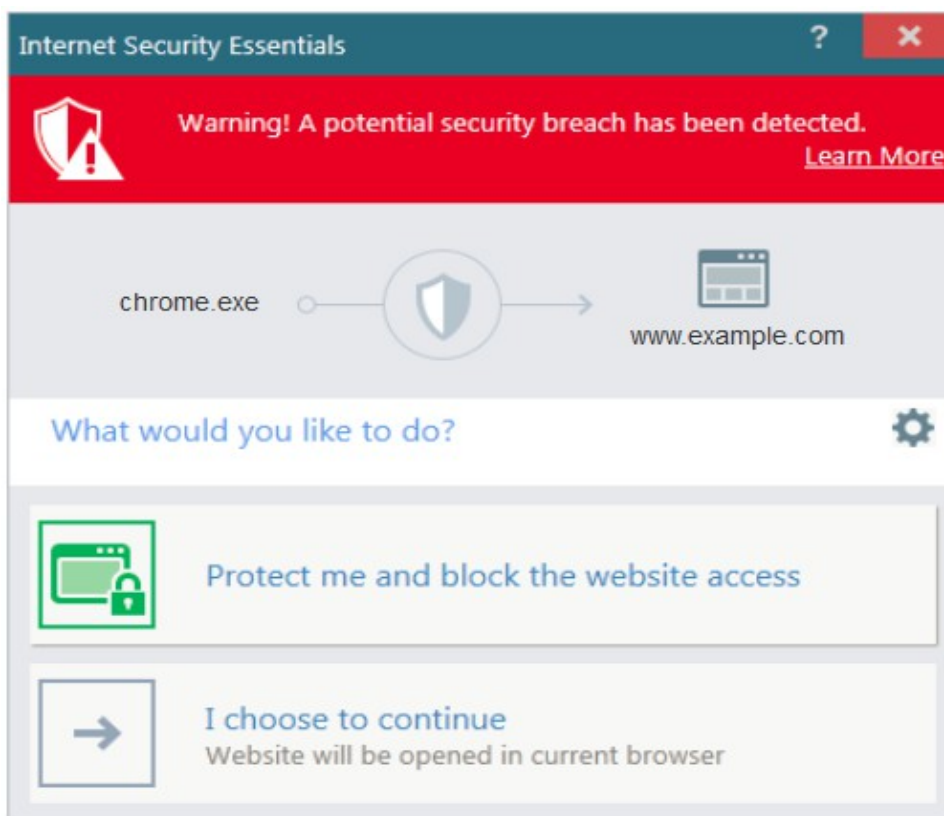 Internet Security Essentials ?
Warning! A potential security breach has been detected.
Learn More
chrome.exe
www.example.com
What would you like to do?
Protect me and block the website access
I choose to continue
Website will be opened in current browser